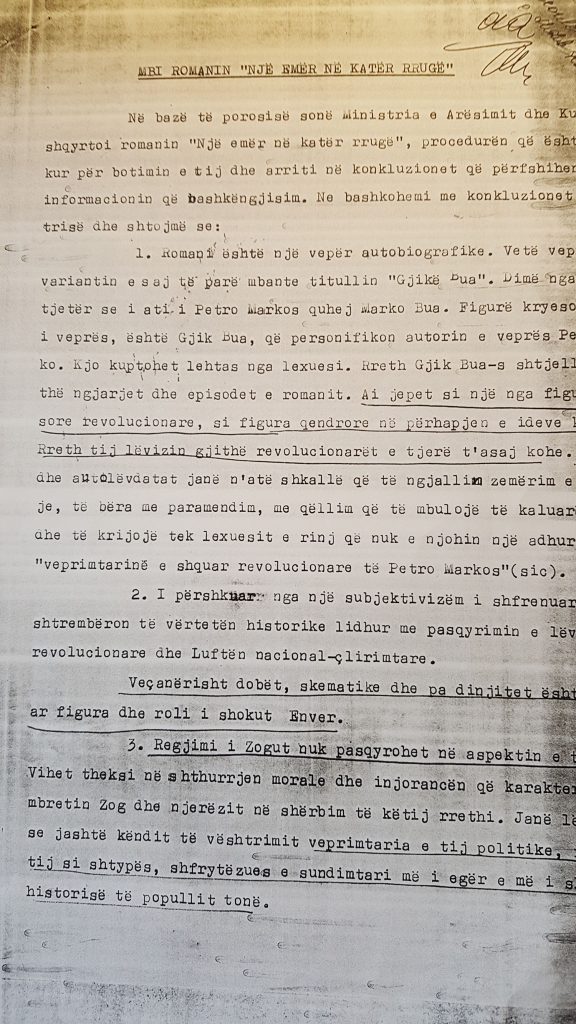 MBI ROMANIN "NJË EMËR NË KATËR RRUGË"
Në bazë të porosisë sonë Ministria e Arësimit dhe Ku
shqyrtoi romanin "Një emër në katër rrugë", procedurën që ësht
kur për botimin e tij dhe arriti në konkluzionet që përfshihen
informacionin që bashkëngjisim. Ne bashkohemi me konkluzionet
trisë dhe shtojmë se:
1. Romani është një vepër autobiografike. Vetë vep
variantin e saj të parë mbante titullin "Gjikë Bua". Dimë nga
tjetër se i ati i Petro Markos quhej Marko Bua. Figurë kryeso
i veprës, është Gjik Bua, që personifikon autorin e veprës Pe
ko. Kjo kuptohet lehtas nga lexuesi. Rreth Gjik Bua-s shtjell
thë ngjarjet dhe episodet e romanit. Ai jepet si një nga figu
sore revolucionare, si figura qendrore në përhapjen e ideve
Rreth tij lëvizin gjithë revolucionarët e tjerë t'asaj kohe.
dhe autolëvdatat janë n'atë shkallë që të ngjallin zemërim e
je, të bëra me paramendim, me qëllim që të mbulojë të kaluar
dhe të krijojë tek lexuesit e rinj që nuk e njohin një adhur
"veprimtarinë e shquar revolucionare të Petro Markos"(sic).
2. I përshkuar nga një subjektivizëm i shfrenuar
shtrembëron të vërtetën historike lidhur me pasqyrimin e lëv
revolucionare dhe Luftën nacional-çlirimtare.
Veçanërisht dobët, skematike dhe pa dinjitet ësht
ar figura dhe roli i shokut Enver.
3. Regjimi i Zogut nuk pasqyrohet në aspektin e t
Vihet theksi në shthurrjen morale dhe injorancën që karakte
mbretin Zog dhe njerëzit në shërbim të këtij rrethi. Janë l
se jashtë këndit të vështrimit veprimtaria e tij politike,
tij si shtypës, shfrytëzues e sundimtari më i egër e më i s
historisë të popullit tonë.